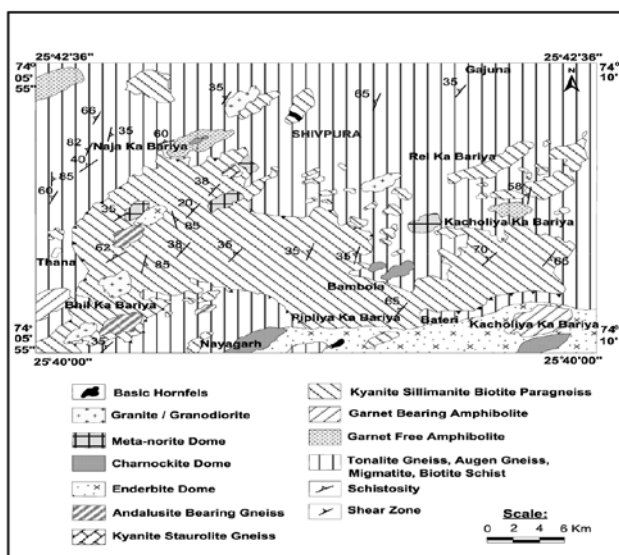 25°42'36" 25°42'36"
74° 74°
05' 10'
55"
Gajuna
N
35 65 35
66
SHIVPURA
35 60
82 Naja Ka Bariya
40 Rei Ka Bariya
85
60 38 58
35 20 Kacholiya Ka Bariya
85
62 38 35 35 35 70
Thana 85 65
Bambola
Bhil Ka Bariya 65
Pipliya Ka Bariya Bateri Kacholiya Ka Bariya
74° 74°
05' 35 Nayagarh 10'
55"
25°40'00" 25°40'00"
Basic Hornfels
Granite / Granodiorite
Meta-norite Dome
Charnockite Dome
Enderbite Dome
Andalusite Bearing Gneiss
Kyanite Staurolite Gneiss
Kyanite Sillimanite Biotite Paragneiss
Garnet Bearing Amphibolite
Garnet Free Amphibolite
Tonalite Gneiss, Augen Gneiss,
Migmatite, Biotite Schist
Schistosity
Shear Zone
Scale:
0 2 4 6 Km